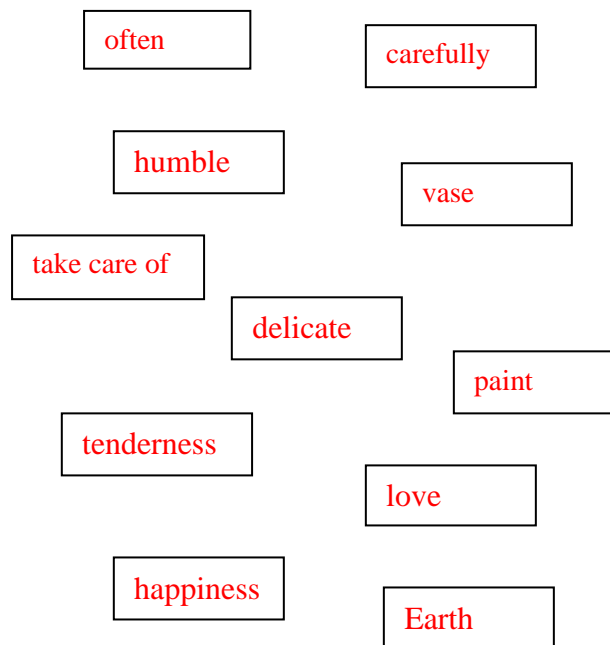 often
carefully
humble
vase
take care of
delicate
paint
tenderness
love
happiness
Earth